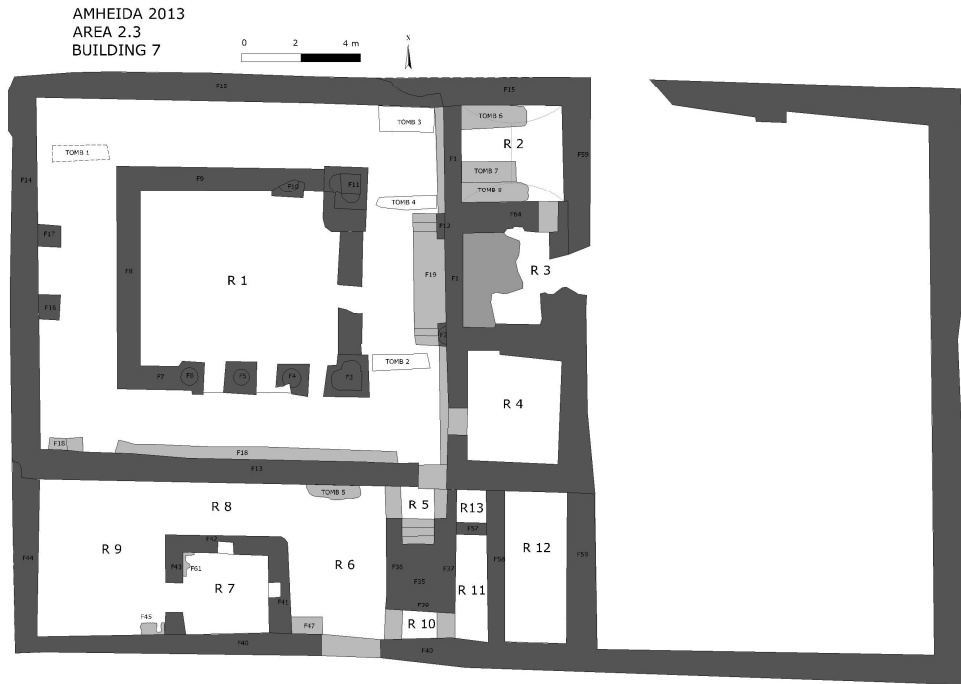 AMHEIDA 2013
AREA 2.3
BUILDING 7
0 2 4 m
N
F15
TOMB 3
TOMB 6
R 2
TOMB 1
F1
F59
TOMB 7
F14
F9
F10
F11
TOMB 8
TOMB 4
F64
F12
F17
F8
R 1
F19
F1
R 3
F16
TOMB 2
F7
F6
F5
F4
F3
R 4
F18
F18
F13
TOMB 5
R 8
R 5
R13
F57
R 9
F42
R 12
F44
F43
F61
R 6
F36
F37
F58
F59
R 7
F35
R 11
F41
F39
F45
F47
R 10
F40
F40